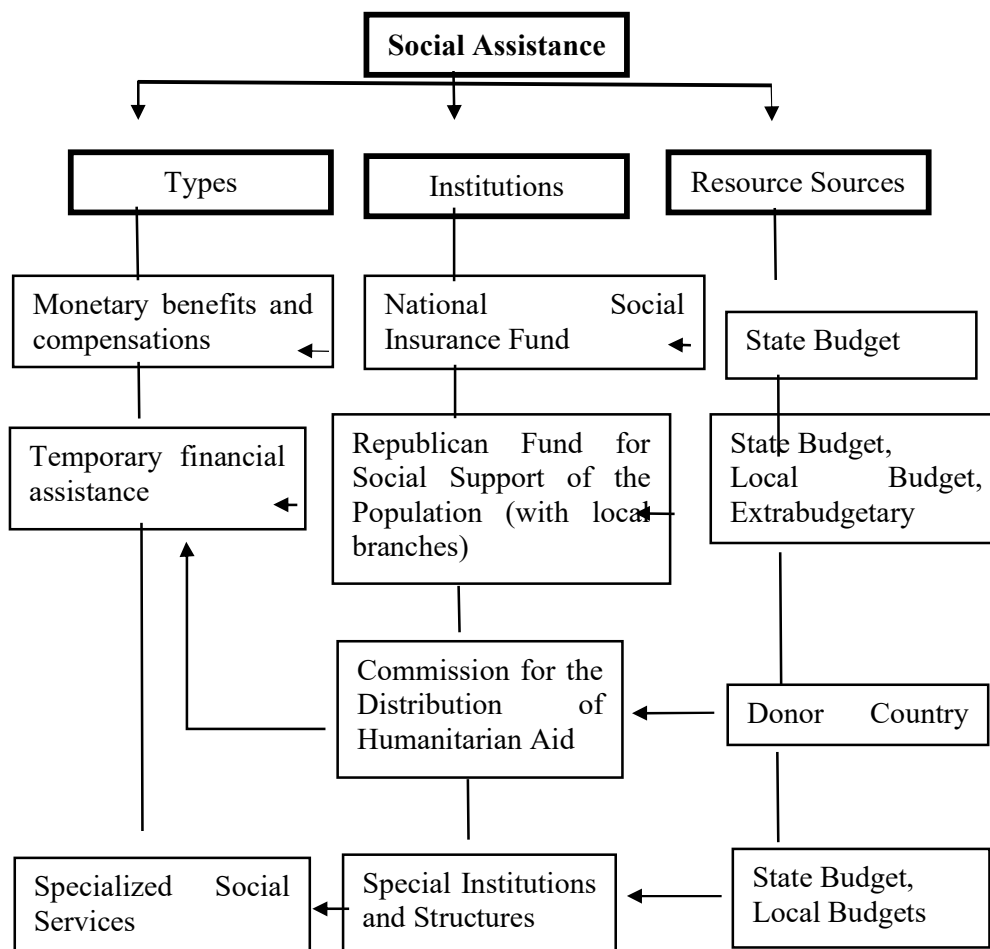 Social Assistance
Types
Institutions
Resource Sources
Monetary benefits and
compensations
National Social
Insurance Fund
State Budget
Temporary financial
assistance
Republican Fund for
Social Support of the
Population (with local
branches)
State Budget,
Local Budget,
Extrabudgetary
Commission for the
Distribution of
Humanitarian Aid
Donor Country
Specialized Social
Services
Special Institutions
and Structures
State Budget,
Local Budgets